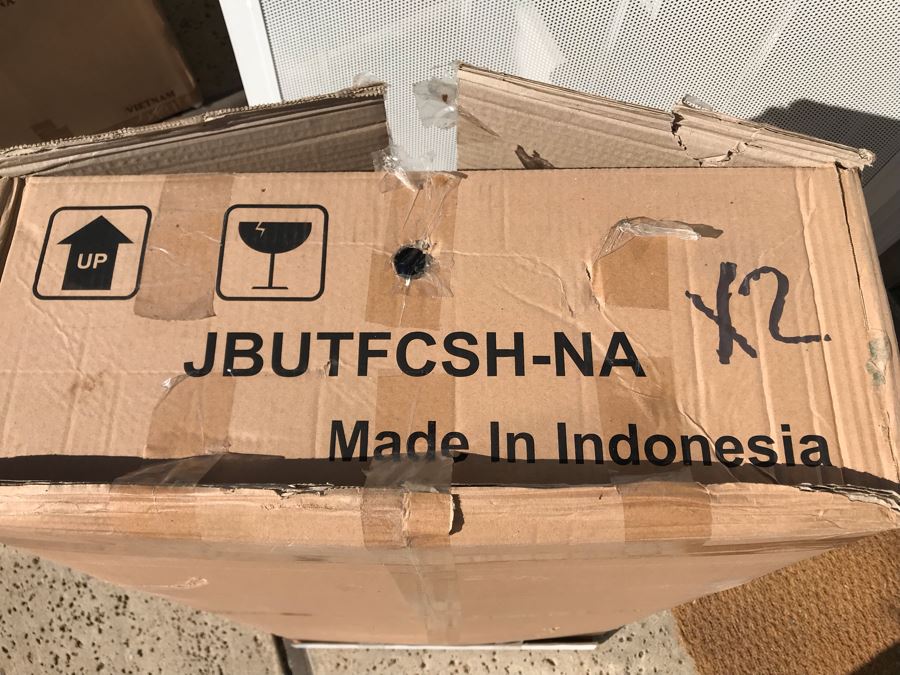 VIETNAM
UP
X2
JBUTFCSH-NA
Made In Indonesia